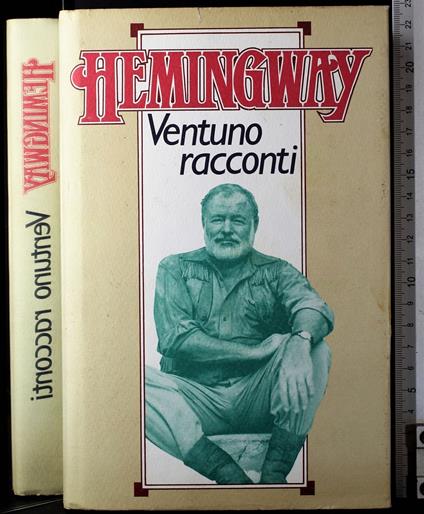 HEMINGWAY
Ventuno
racconti
HEMINGWAY
Ventuno racconti